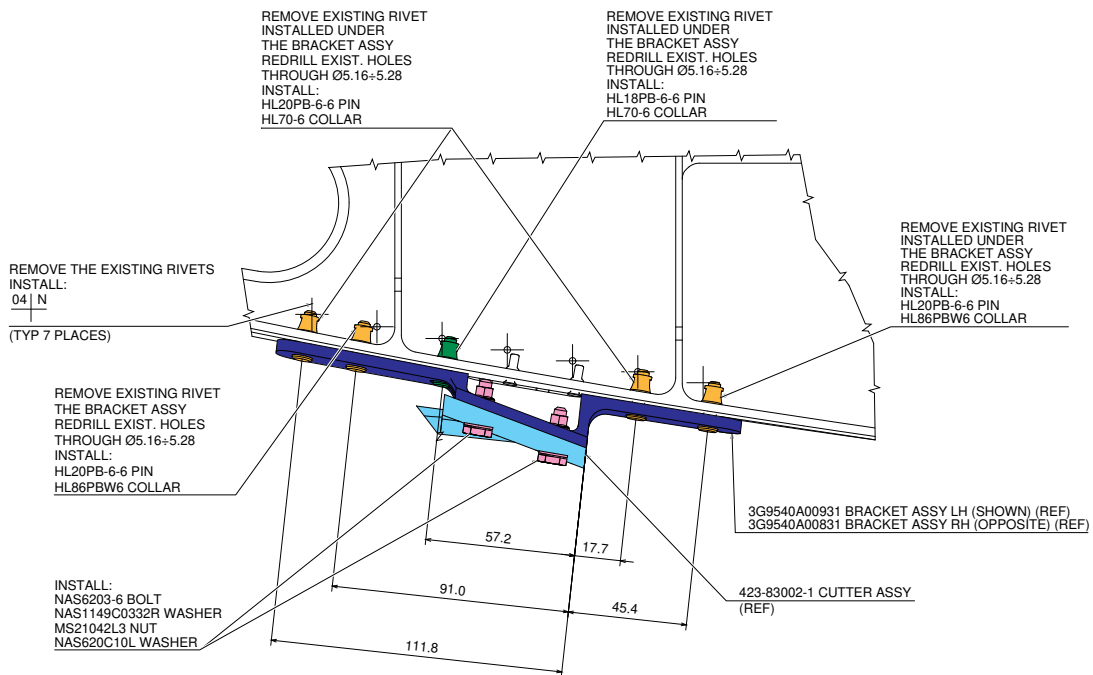 REMOVE EXISTING RIVET
INSTALLED UNDER
THE BRACKET ASSY
REDRILL EXIST. HOLES
THROUGH Ø5.16÷5.28
INSTALL:
HL20PB-6-6 PIN
HL70-6 COLLAR
REMOVE EXISTING RIVET
INSTALLED UNDER
THE BRACKET ASSY
REDRILL EXIST. HOLES
THROUGH Ø5.16÷5.28
INSTALL:
HL18PB-6-6 PIN
HL70-6 COLLAR
REMOVE EXISTING RIVET
INSTALLED UNDER
THE BRACKET ASSY
REDRILL EXIST. HOLES
THROUGH Ø5.16÷5.28
INSTALL:
HL20PB-6-6 PIN
HL86PBW6 COLLAR
REMOVE THE EXISTING RIVETS
INSTALL:
04 N
(TYP 7 PLACES)
REMOVE EXISTING RIVET
THE BRACKET ASSY
REDRILL EXIST. HOLES
THROUGH Ø5.16÷5.28
INSTALL:
HL20PB-6-6 PIN
HL86PBW6 COLLAR
3G9540A00931 BRACKET ASSY LH (SHOWN) (REF)
3G9540A00831 BRACKET ASSY RH (OPPOSITE) (REF)
57.2
17.7
91.0
45.4
111.8
423-83002-1 CUTTER ASSY
(REF)
INSTALL:
NAS6203-6 BOLT
NAS1149C0332R WASHER
MS21042L3 NUT
NAS620C10L WASHER